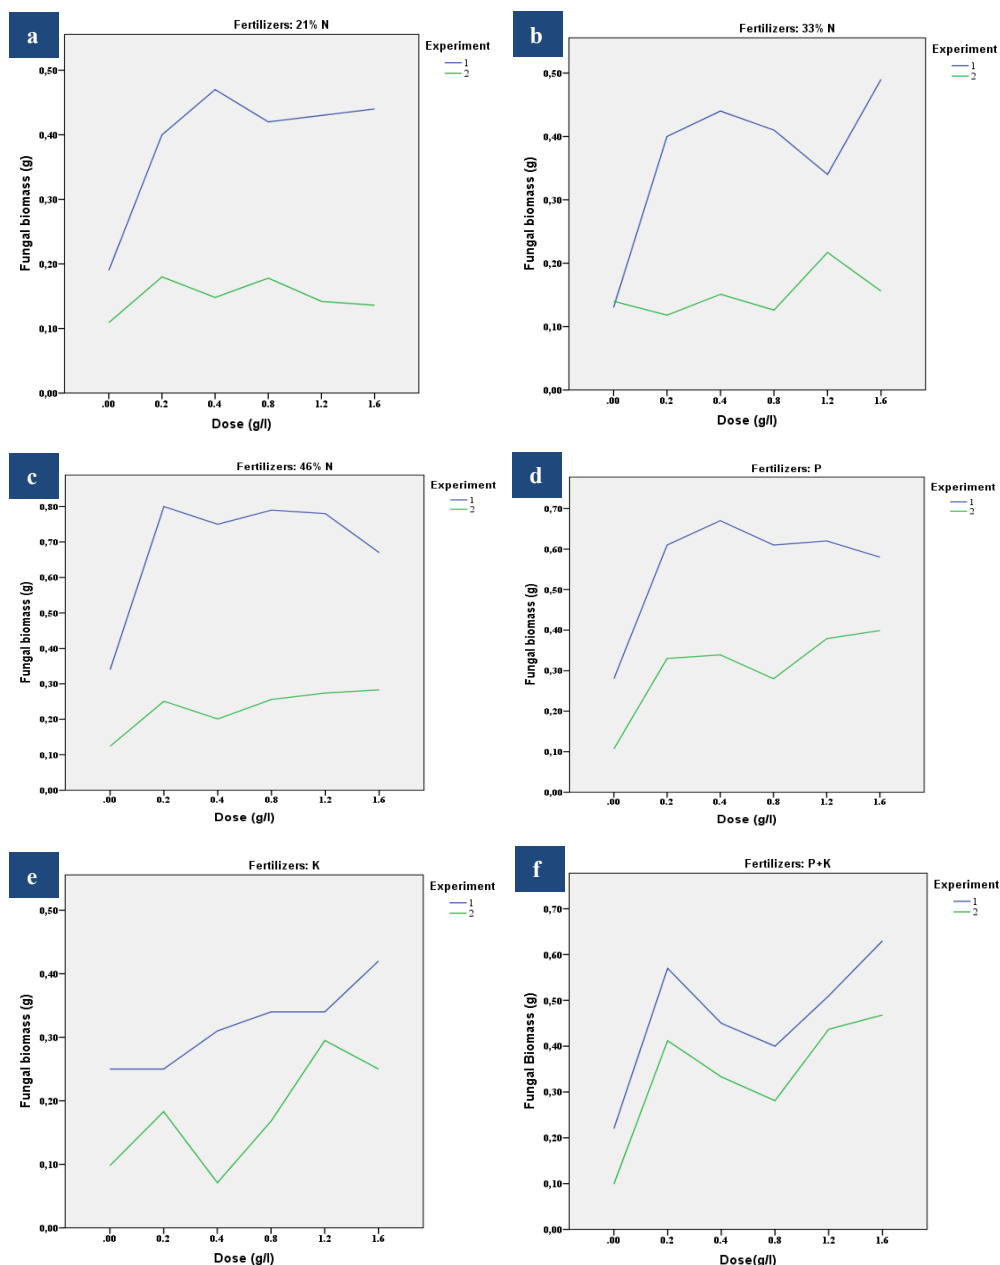 a
Fertilizers: 21% N
Experiment
1
2
Fungal biomass (g)
0,50
0,40
0,30
0,20
0,10
0,00
.00 0.2 0.4 0.8 1.2 1.6
Dose (g/l)
b
Fertilizers: 33% N
Experiment
1
2
Fungal biomass (g)
0,50
0,40
0,30
0,20
0,10
0,00
.00 0.2 0.4 0.8 1.2 1.6
Dose (g/l)
c
Fertilizers: 46% N
Experiment
1
2
Fungal biomass (g)
0,80
0,70
0,60
0,50
0,40
0,30
0,20
0,10
0,00
.00 0.2 0.4 0.8 1.2 1.6
Dose (g/l)
d
Fertilizers: P
Experiment
1
2
Fungal biomass (g)
0,70
0,60
0,50
0,40
0,30
0,20
0,10
0,00
.00 0.2 0.4 0.8 1.2 1.6
Dose (g/l)
e
Fertilizers: K
Experiment
1
2
Fungal biomass (g)
0,50
0,40
0,30
0,20
0,10
0,00
.00 0.2 0.4 0.8 1.2 1.6
Dose (g/l)
f
Fertilizers: P+K
Experiment
1
2
Fungal Biomass (g)
0,70
0,60
0,50
0,40
0,30
0,20
0,10
0,00
.00 0.2 0.4 0.8 1.2 1.6
Dose(g/l)